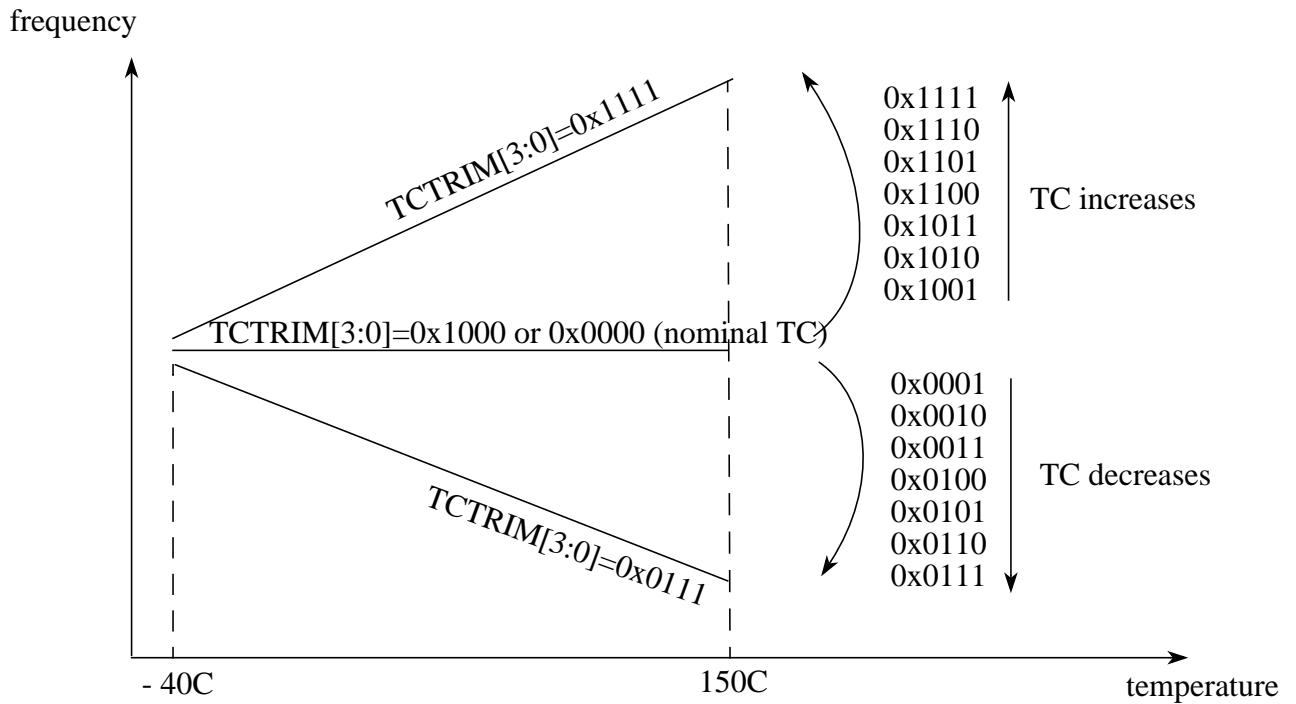 frequency
TCTRIM[3:0]=0x1111
0x1111
0x1110
0x1101
0x1100
0x1011
0x1010
0x1001
TC increases
TCTRIM[3:0]=0x1000 or 0x0000 (nominal TC)
0x0001
0x0010
0x0011
0x0100
0x0101
0x0110
0x0111
TC decreases
TCTRIM[3:0]=0x0111
- 40C
150C
temperature